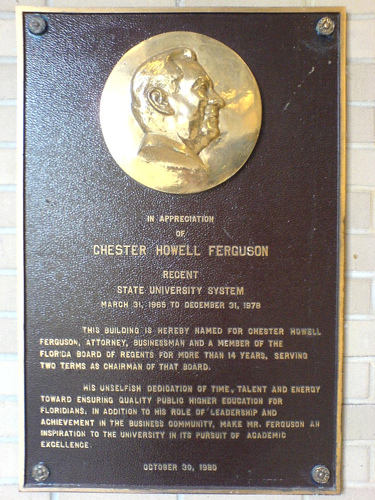 IN APPRECIATION
OF
CHESTER HOWELL FERGUSON
REGENT
STATE UNIVERSITY SYSTEM
MARCH 31, 1965 TO DECEMBER 31, 1979
THIS BUILDING IS HEREBY NAMED FOR CHESTER HOWELL
FERGUSON, ATTORNEY, BUSINESSMAN AND A MEMBER OF THE
FLORIDA BOARD OF REGENTS FOR MORE THAN 14 YEARS, SERVING
TWO TERMS AS CHAIRMAN OF THAT BOARD.
HIS UNSELFISH DEDICATION OF TIME, TALENT AND ENERGY
TOWARD ENSURING QUALITY PUBLIC HIGHER EDUCATION FOR
FLORIDIANS, IN ADDITION TO HIS ROLE OF LEADERSHIP AND
ACHIEVEMENT IN THE BUSINESS COMMUNITY, MAKE MR. FERGUSON AN
INSPIRATION TO THE UNIVERSITY IN ITS PURSUIT OF ACADEMIC
EXCELLENCE.
OCTOBER 30, 1980